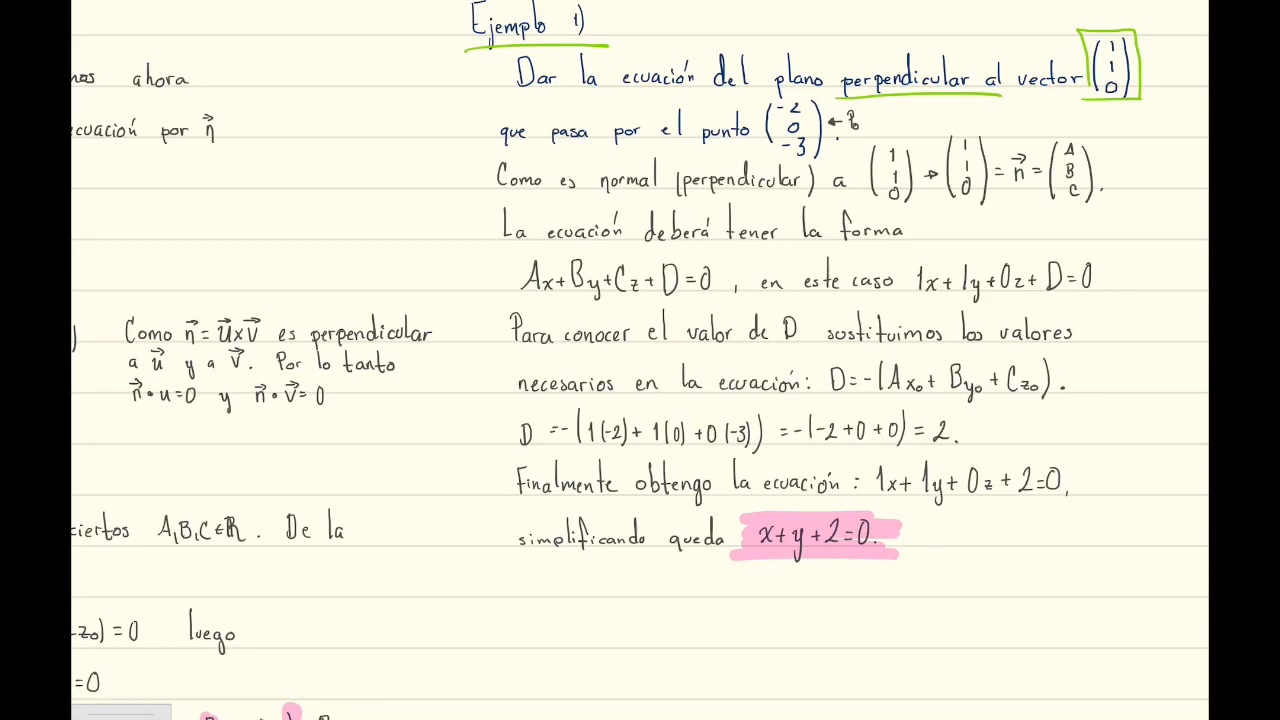 ahora
ecuación por n⃗
Como n⃗ = u⃗xv⃗ es perpendicular
a u⃗ y a v⃗. Por lo tanto
n⃗•u=0 y n⃗•v⃗=0
A,B,C∈ℝ. De la
z₀)=0 luego
=0
Ejemplo 1)
Dar la ecuación del plano perpendicular al vector (1 1 0)
que pasa por el punto (-2 0 -3). ←P₀
Como es normal (perpendicular) a (1 1 0) → (1 1 0) = n⃗ = (A B C).
La ecuación deberá tener la forma
Ax+By+Cz+D=0, en este caso 1x+1y+0z+D=0
Para conocer el valor de D sostituimos los valores
necesarios en la ecuación: D=-(Ax₀+By₀+Cz₀).
D =-(1(-2)+1(0)+0(-3)) =-(-2+0+0)=2.
Finalmente obtengo la ecuación: 1x+1y+0z+2=0,
simplificando queda x+y+2=0.